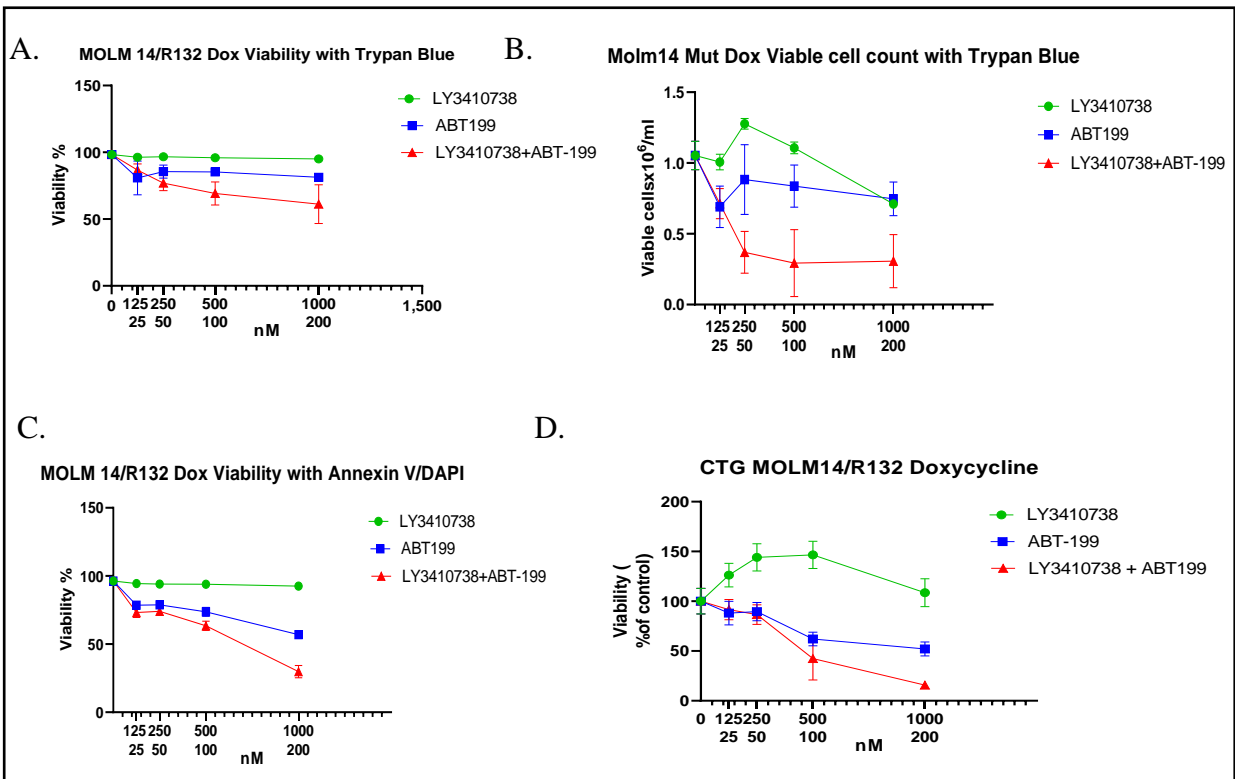 A.
MOLM 14/R132 Dox Viability with Trypan Blue
150
100
50
0
Viability %
0 125 250 500 1000 1,500
25 50 100 200
nM
LY3410738
ABT199
LY3410738+ABT-199
B.
Molm14 Mut Dox Viable cell count with Trypan Blue
1.5
1.0
0.5
0.0
Viable cellsx10⁶/ml
125 250 500 1000
25 50 100 200
nM
LY3410738
ABT199
LY3410738+ABT-199
C.
MOLM 14/R132 Dox Viability with Annexin V/DAPI
150
100
50
0
Viability %
125 250 500 1000
25 50 100 200
nM
LY3410738
ABT199
LY3410738+ABT-199
D.
CTG MOLM14/R132 Doxycycline
200
150
100
50
0
Viability (
%of control)
0 125 250 500 1000
25 50 100 200
nM
LY3410738
ABT-199
LY3410738 + ABT199